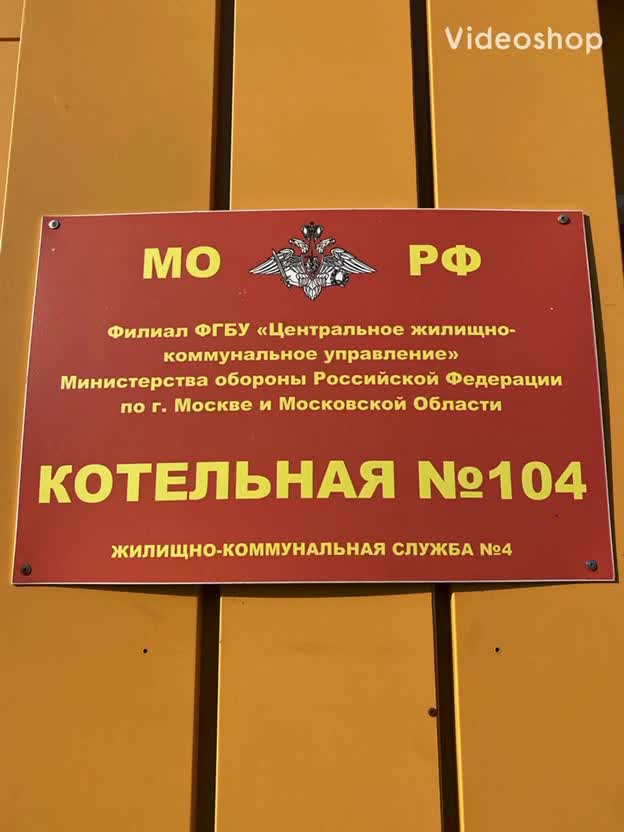 Videoshop
МО РФ
Филиал ФГБУ «Центральное жилищно-
коммунальное управление»
Министерства обороны Российской Федерации
по г. Москве и Московской Области
КОТЕЛЬНАЯ №104
ЖИЛИЩНО-КОММУНАЛЬНАЯ СЛУЖБА №4